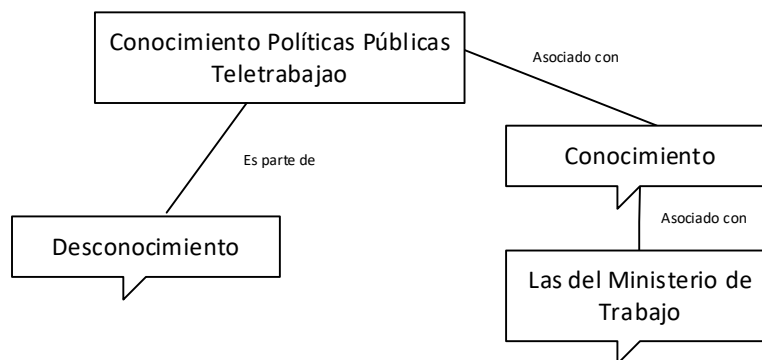 Conocimiento Políticas Públicas
Teletrabajao
Asociado con
Es parte de
Conocimiento
Asociado con
Desconocimiento
Las del Ministerio de
Trabajo